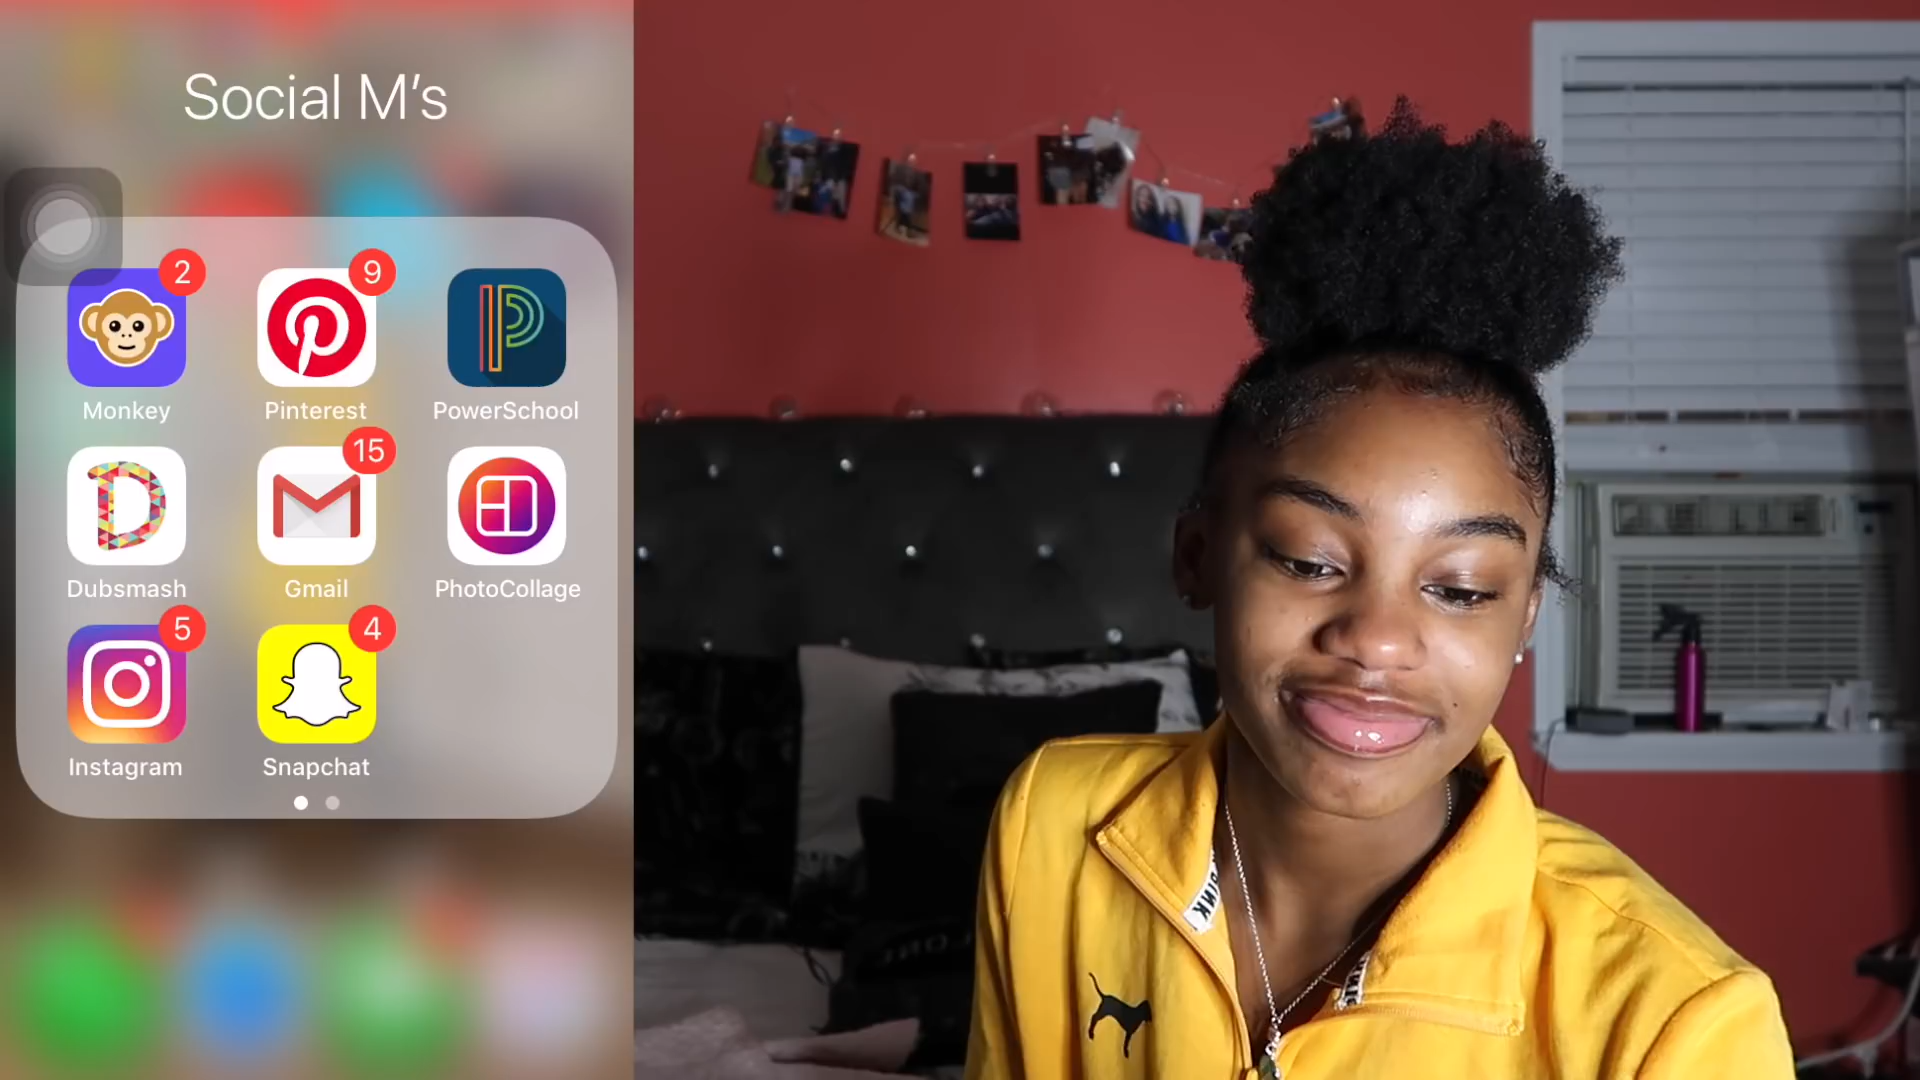 Social M's
2
9
Monkey
Pinterest
PowerSchool
15
Dubsmash
Gmail
PhotoCollage
5
4
Instagram
Snapchat
PINK